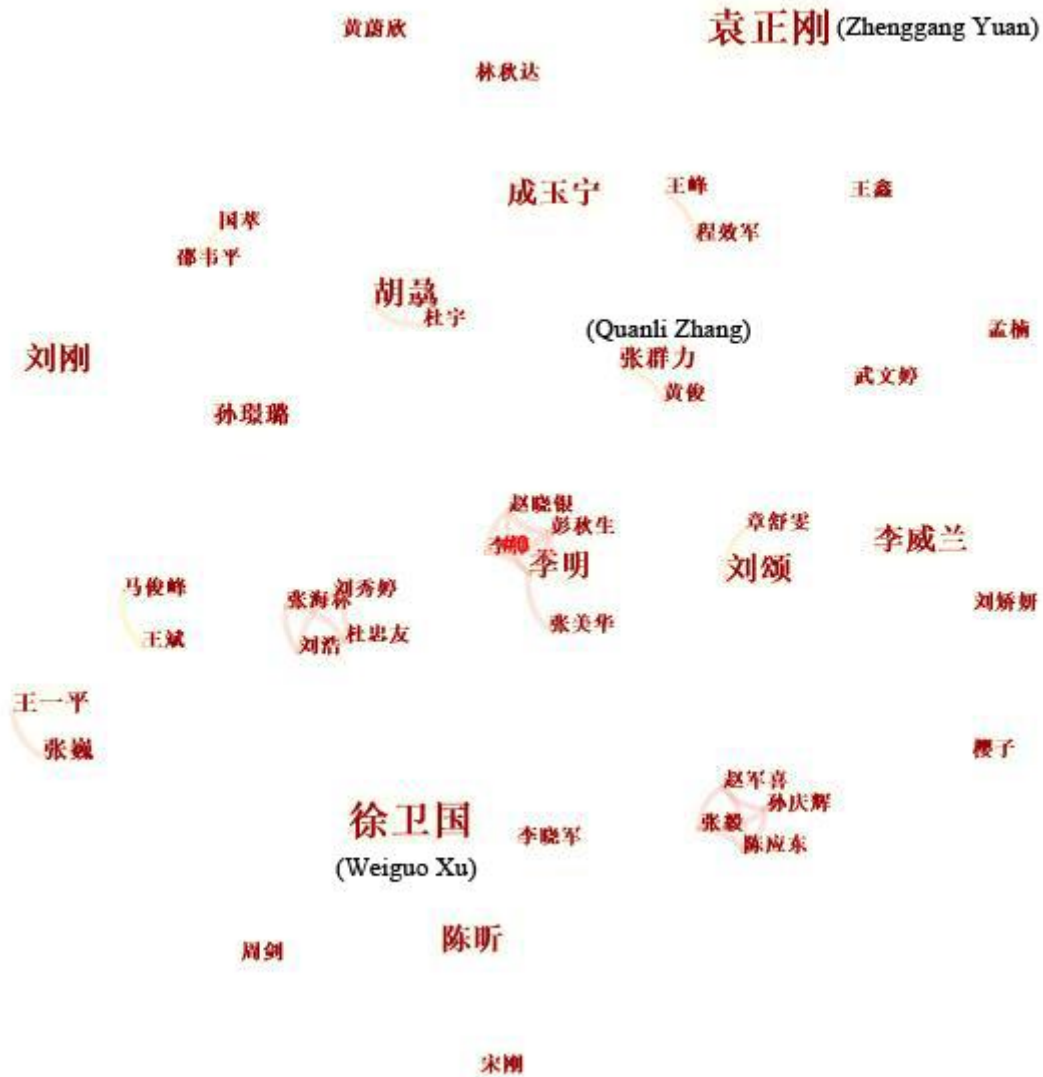 黄蔚欣
袁正刚 (Zhenggang Yuan)
林秋达
成玉宁
王峰
王鑫
程效军
国萃
邵韦平
胡骉
杜宇
(Quanli Zhang)
孟楠
张群力
刘刚
武文婷
黄俊
孙璟璐
赵晓银
章舒雯
彭秋生
李威兰
李明
刘颂
马俊峰
刘秀婷
张海林
刘娇妍
张美华
杜忠友
王斌
刘浩
王一平
张巍
樱子
赵军喜
孙庆辉
徐卫国
张毅
李晓军
陈应东
(Weiguo Xu)
陈昕
周剑
宋刚